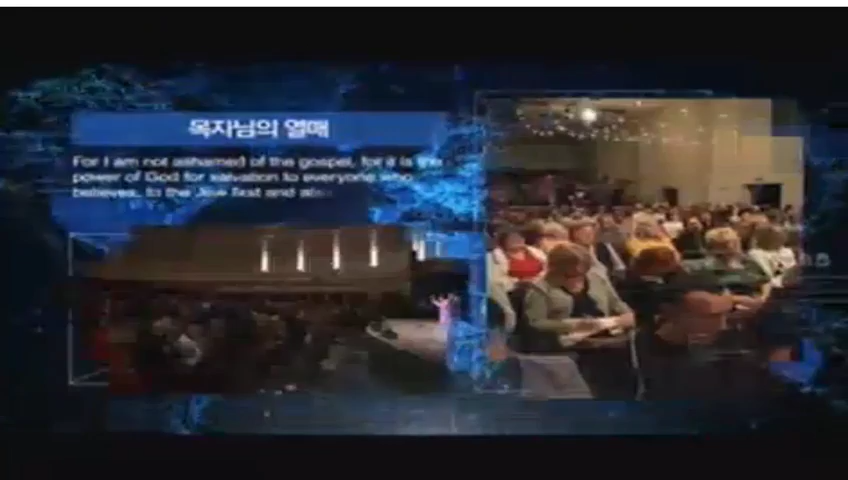 목자님의 열매
For I am not ashamed of the gospel, for it is the
power of God for salvation to everyone who
believes, to the Jew first and also